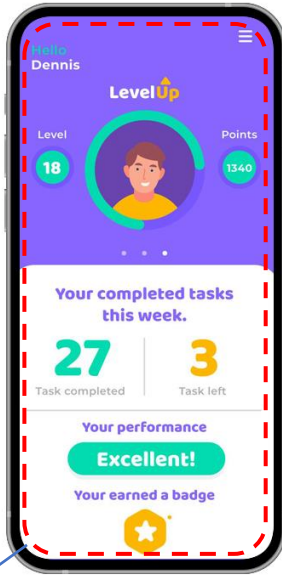 Hello
Dennis
LevelUp
Level
Points
18
1340
Your completed tasks
this week.
27
3
Task completed
Task left
Your performance
Excellent!
Your earned a badge